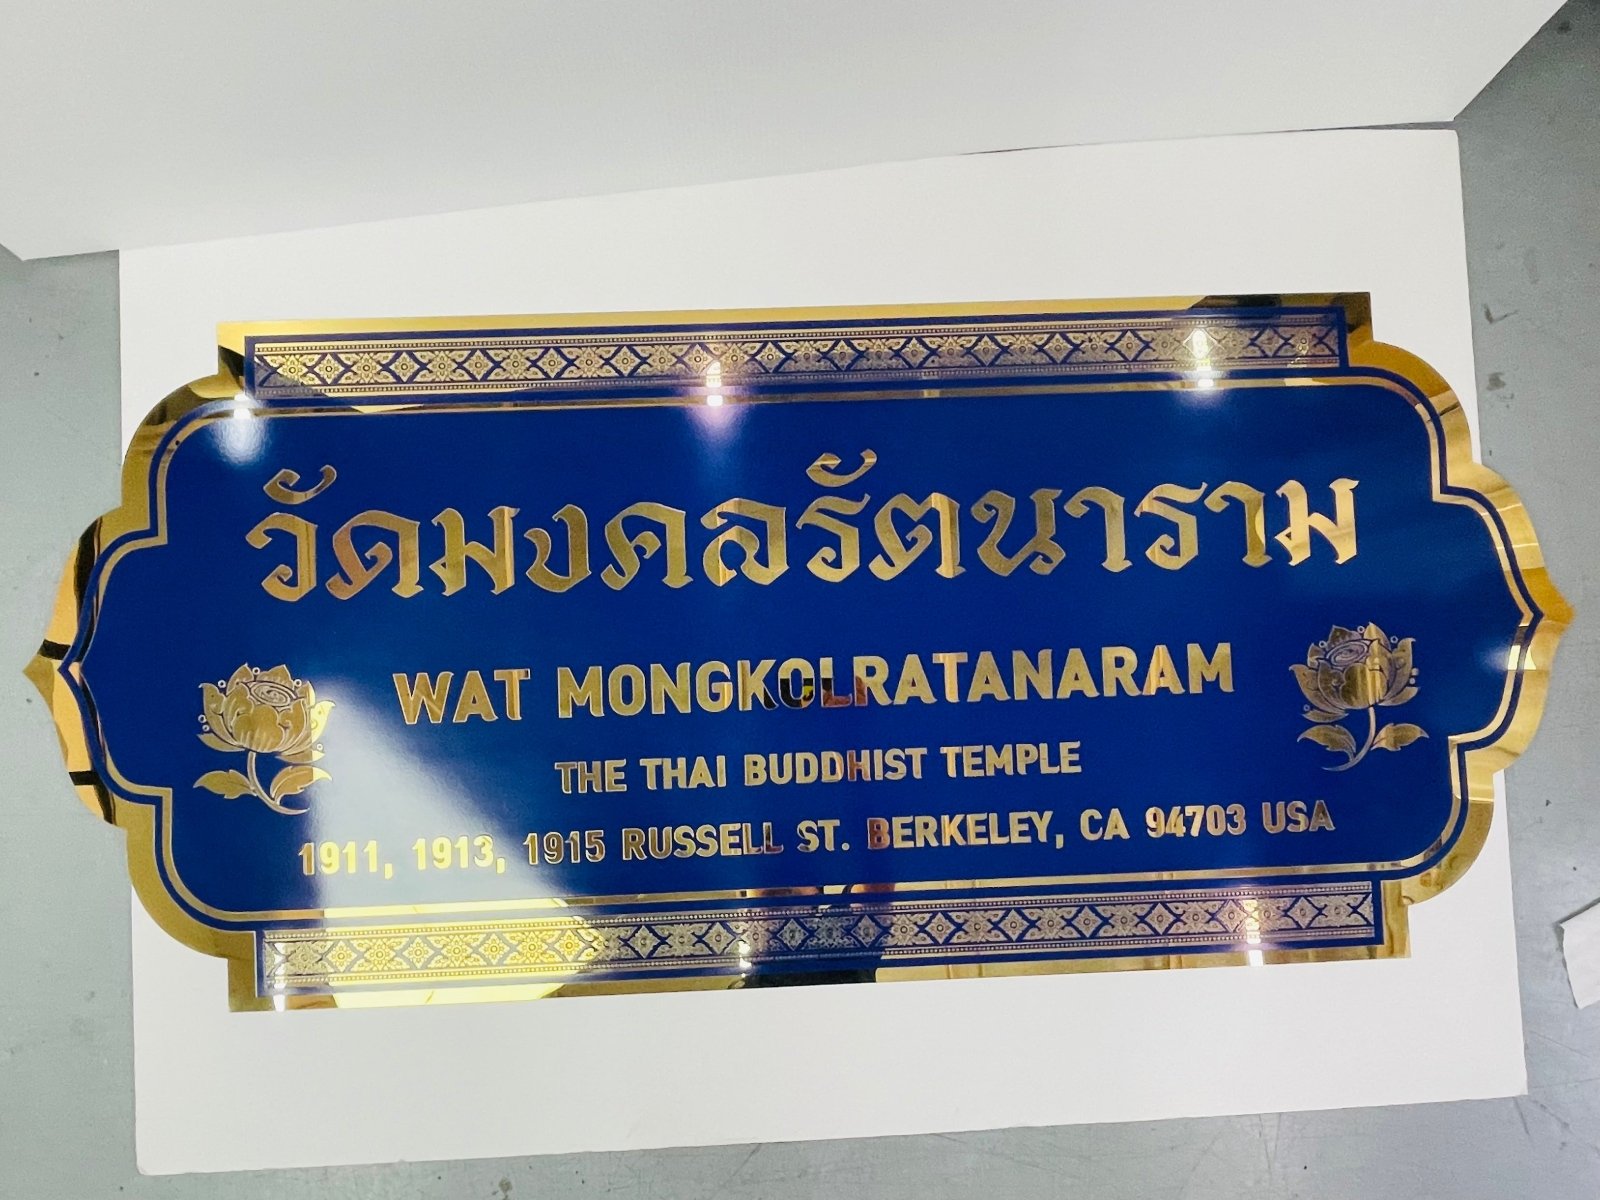 วัดมงคลรัตนาราม
WAT MONGKOLRATANARAM
THE THAI BUDDHIST TEMPLE
1911, 1913, 1915 RUSSELL ST. BERKELEY, CA 94703 USA